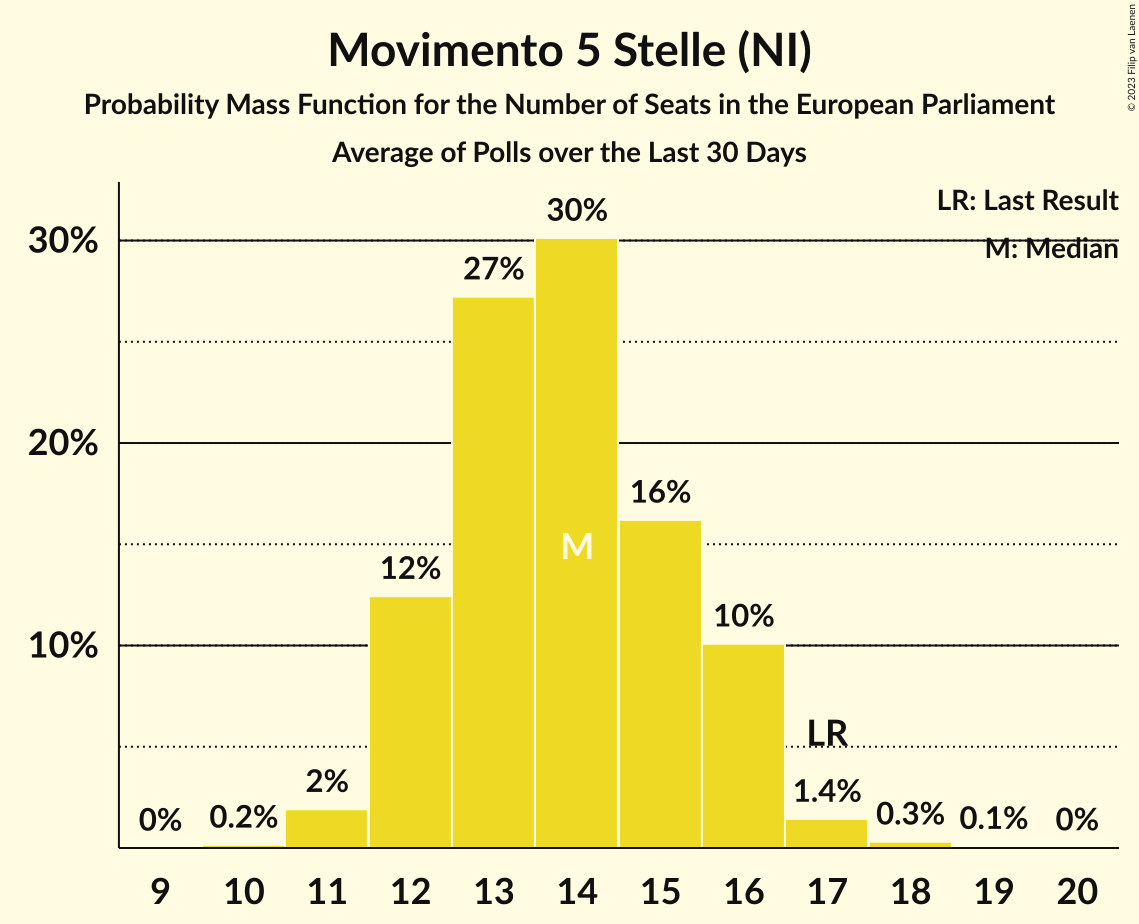 Movimento 5 Stelle (NI)
Probability Mass Function for the Number of Seats in the European Parliament
Average of Polls over the Last 30 Days
© 2023 Filip van Laenen
LR: Last Result
M: Median
30%
20%
10%
0%
0.2%
2%
12%
27%
30%
M
16%
10%
LR
1.4%
0.3%
0.1%
0%
9 10 11 12 13 14 15 16 17 18 19 20